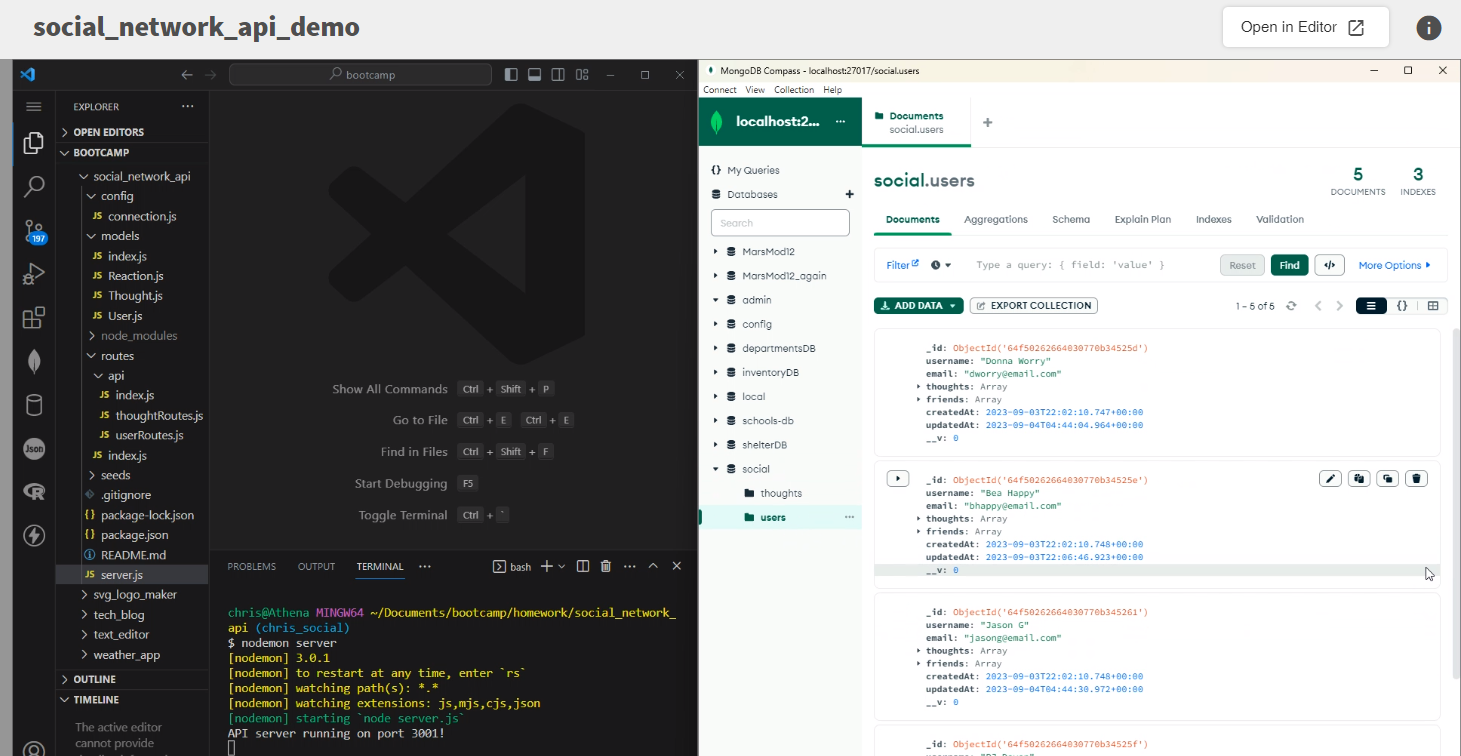 social_network_api_demo
Open in Editor
bootcamp
EXPLORER
OPEN EDITORS
BOOTCAMP
social_network_api
config
JS connection.js
models
JS index.js
JS Reaction.js
JS Thought.js
JS User.js
node_modules
routes
api
JS index.js
JS thoughtRoutes.js
JS userRoutes.js
JS index.js
seeds
.gitignore
{} package-lock.json
{} package.json
README.md
JS server.js
svg_logo_maker
tech_blog
text_editor
weather_app
OUTLINE
TIMELINE
The active editor
cannot provide
197
Json
R
Show All Commands Ctrl + Shift + P
Go to File Ctrl + E Ctrl + E
Find in Files Ctrl + Shift + F
Start Debugging F5
Toggle Terminal Ctrl + `
PROBLEMS OUTPUT TERMINAL bash
chris@Athena MINGW64 ~/Documents/bootcamp/homework/social_network_
api (chris_social)
$ nodemon server
[nodemon] 3.0.1
[nodemon] to restart at any time, enter `rs`
[nodemon] watching path(s): *.*
[nodemon] watching extensions: js,mjs,cjs,json
[nodemon] starting `node server.js`
API server running on port 3001!
MongoDB Compass - localhost:27017/social.users
Connect View Collection Help
localhost:2... ...
Documents
social.users
{} My Queries
Databases
Search
MarsMod12
MarsMod12_again
admin
config
departmentsDB
inventoryDB
local
schools-db
shelterDB
social
thoughts
users
social.users
5
DOCUMENTS
3
INDEXES
Documents Aggregations Schema Explain Plan Indexes Validation
Filter Type a query: { field: 'value' } Reset Find </> More Options
ADD DATA EXPORT COLLECTION 1 – 5 of 5 {}
_id: ObjectId('64f50262664030770b34525d')
username: "Donna Worry"
email: "dworry@email.com"
thoughts: Array
friends: Array
createdAt: 2023-09-03T22:02:10.747+00:00
updatedAt: 2023-09-04T04:44:04.964+00:00
__v: 0
_id: ObjectId('64f50262664030770b34525e')
username: "Bea Happy"
email: "bhappy@email.com"
thoughts: Array
friends: Array
createdAt: 2023-09-03T22:02:10.748+00:00
updatedAt: 2023-09-03T22:06:46.923+00:00
__v: 0
_id: ObjectId('64f50262664030770b345261')
username: "Jason G"
email: "jasong@email.com"
thoughts: Array
friends: Array
createdAt: 2023-09-03T22:02:10.748+00:00
updatedAt: 2023-09-04T04:44:30.972+00:00
__v: 0
_id: ObjectId('64f50262664030770b34525f')